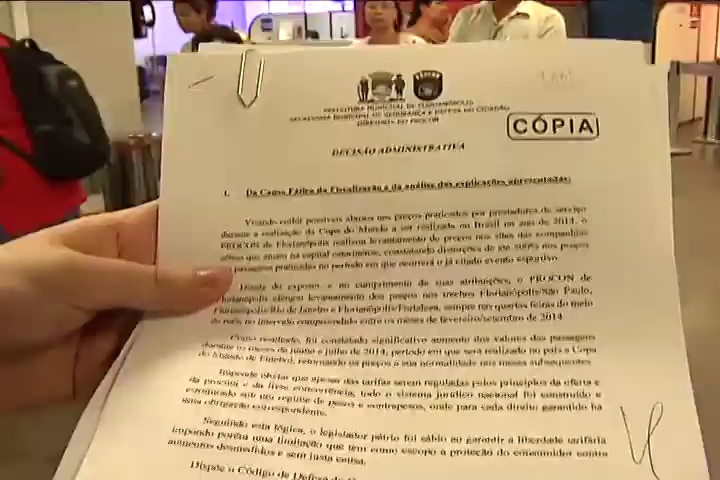 PREFEITURA MUNICIPAL DE FLORIANÓPOLIS
SECRETARIA MUNICIPAL DE SEGURANÇA E DEFESA DO CIDADÃO
DIRETORIA DO PROCON
CÓPIA
DECISÃO ADMINISTRATIVA
1. Da Causa Fática da Fiscalização e da análise das explicações apresentadas:
Visando coibir possíveis abusos nos preços praticados por prestadores de serviço
durante a realização da Copa do Mundo a ser realizada no Brasil no ano de 2014, o
PROCON de Florianópolis realizou levantamento de preços nos sites das companhias
aéreas que atuam na capital catarinense, constatando distorções de até nos preços
passagens praticadas no período em que ocorrerá o já citado evento esportivo.
Diante do exposto e no cumprimento de suas atribuições, o PROCON de
Florianópolis efetuou levantamento dos preços nos trechos Florianópolis/São Paulo,
Florianópolis/Rio de Janeiro e Florianópolis/Fortaleza, sempre nas quartas feiras do meio
do mês, no intervalo compreendido entre os meses de fevereiro/setembro de 2014.
Como resultado, foi constatado significativo aumento dos valores das passagens
durante os meses de junho e julho de 2014, período em que será realizado no país a Copa
do Mundo de Futebol, retornando os preços a sua normalidade nos meses subsequentes.
Impende obviar que apesar das tarifas serem reguladas pelos princípios da oferta e
da procura e da livre concorrência, todo o sistema jurídico nacional foi construído e
estruturado sob um regime de pesos e contrapesos, onde para cada direito garantido há
uma obrigação correspondente.
Seguindo esta lógica, o legislador pátrio foi sábio ao garantir a liberdade tarifária
impondo porém uma limitação que tem como escopo a proteção do consumidor contra
aumentos desmedidos e sem justa causa.
Dispõe o Código de Defesa